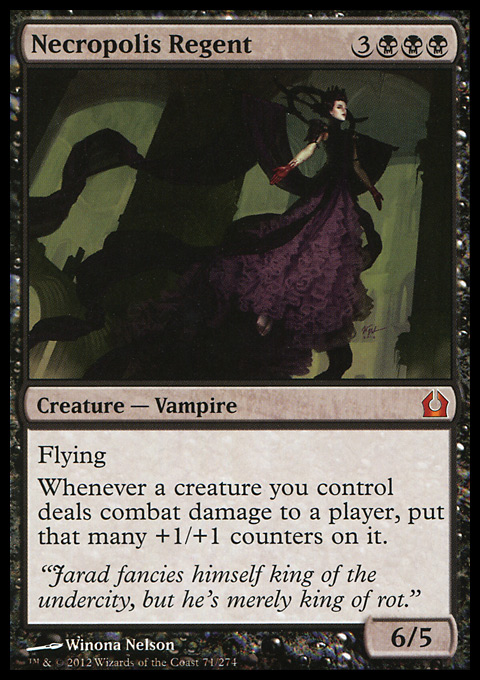 Necropolis Regent 3
Creature — Vampire
Flying
Whenever a creature you control
deals combat damage to a player, put
that many +1/+1 counters on it.
“Jarad fancies himself king of the
undercity, but he’s merely king of rot.”
Winona Nelson
6/5
™ & © 2012 Wizards of the Coast 71/274